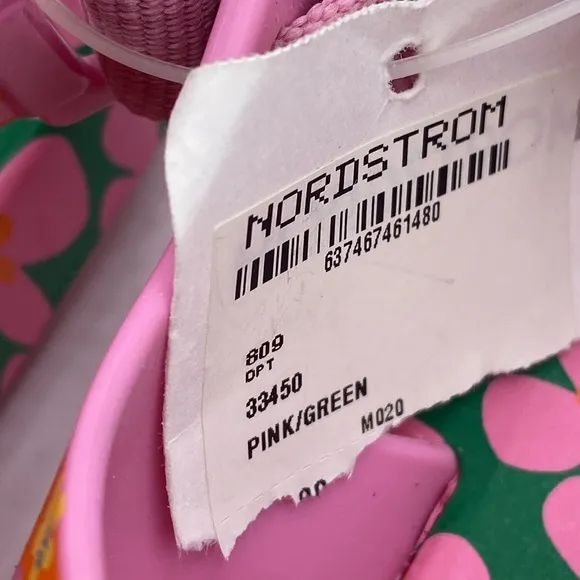 NORDSTROM
637467461480
809
DPT
33450
PINK/GREEN
M020